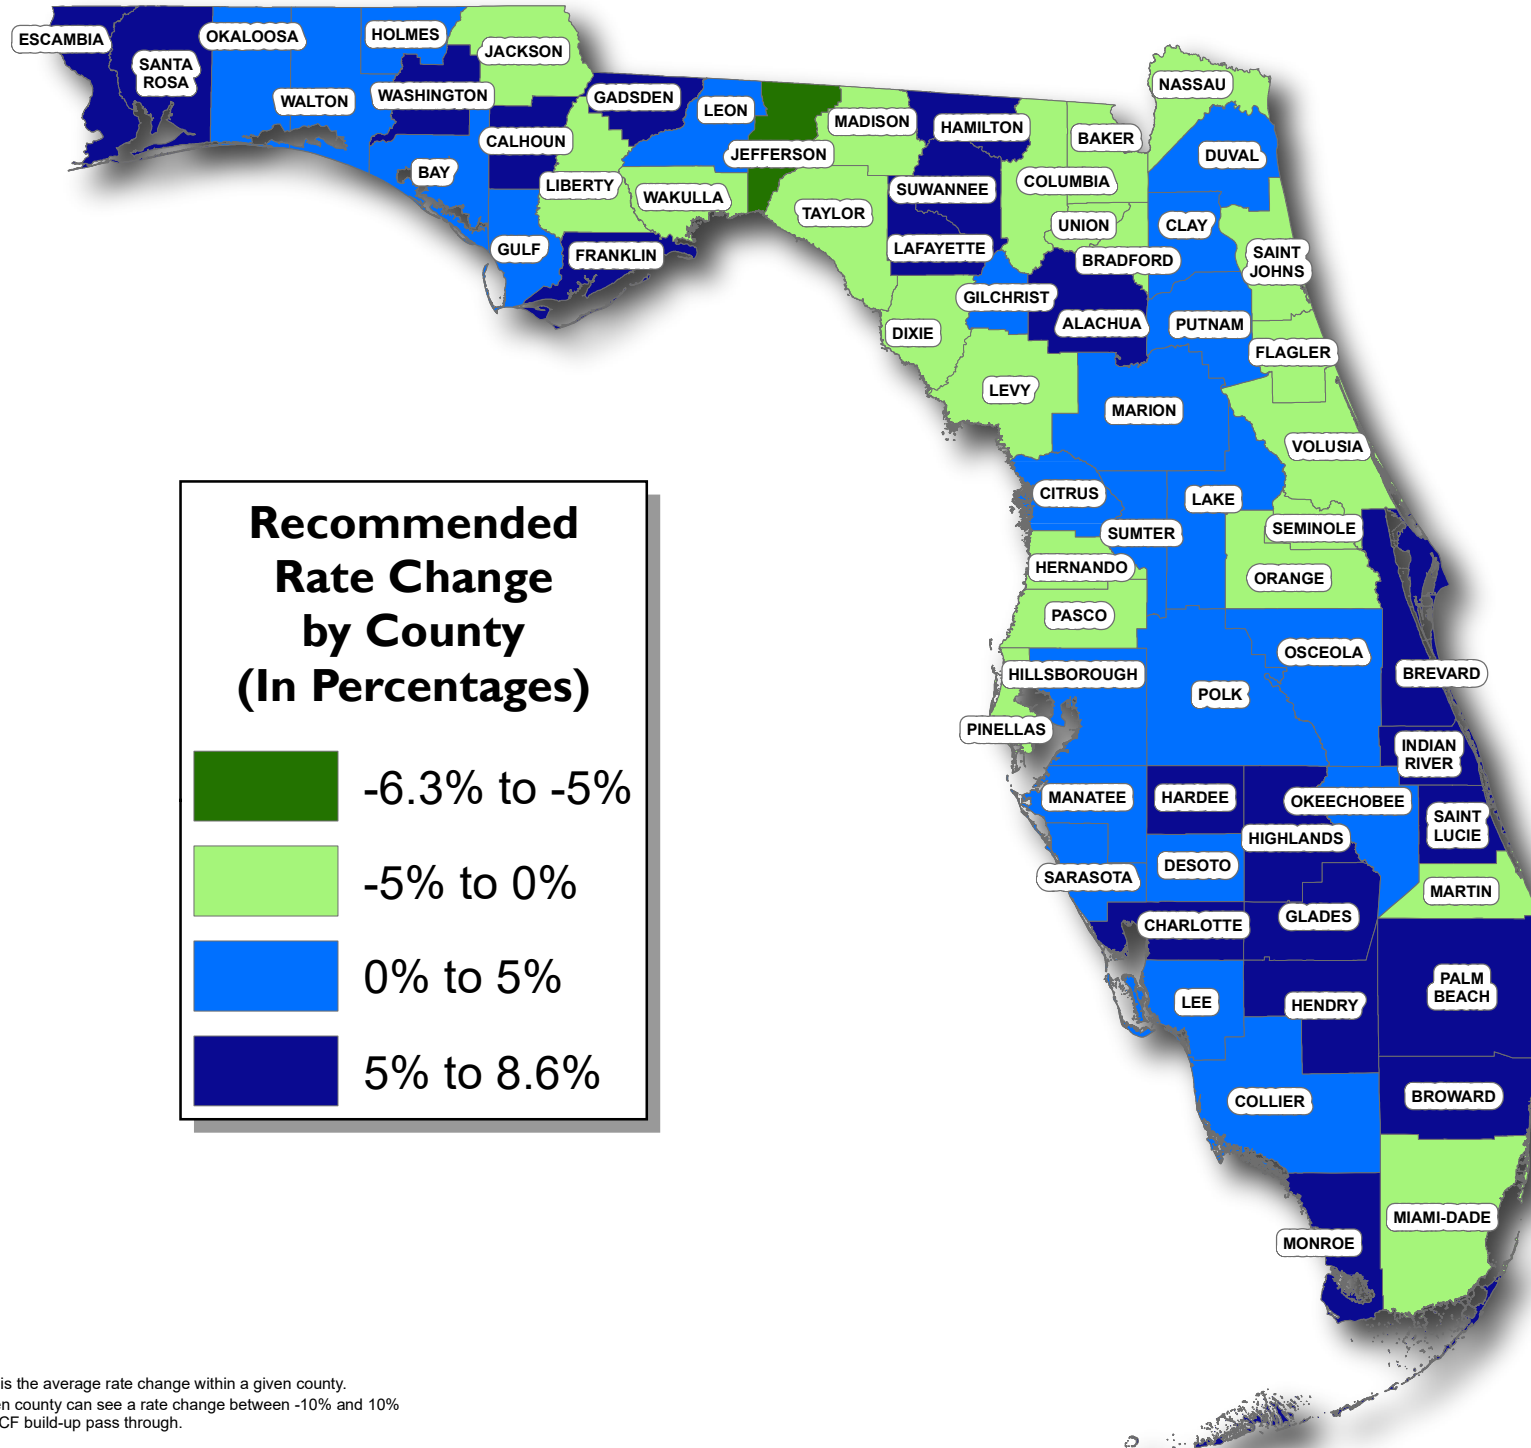 ESCAMBIA
SANTA
ROSA
OKALOOSA
WALTON
HOLMES
WASHINGTON
JACKSON
BAY
CALHOUN
GULF
LIBERTY
GADSDEN
FRANKLIN
LEON
WAKULLA
JEFFERSON
MADISON
TAYLOR
HAMILTON
SUWANNEE
LAFAYETTE
DIXIE
GILCHRIST
LEVY
COLUMBIA
BAKER
UNION
BRADFORD
ALACHUA
NASSAU
DUVAL
CLAY
SAINT
JOHNS
PUTNAM
FLAGLER
MARION
VOLUSIA
CITRUS
SUMTER
LAKE
SEMINOLE
HERNANDO
ORANGE
PASCO
OSCEOLA
HILLSBOROUGH
POLK
BREVARD
PINELLAS
INDIAN
RIVER
MANATEE
HARDEE
OKEECHOBEE
HIGHLANDS
SAINT
LUCIE
SARASOTA
DESOTO
MARTIN
CHARLOTTE
GLADES
LEE
HENDRY
PALM
BEACH
COLLIER
BROWARD
MIAMI-DADE
MONROE
Recommended
Rate Change
by County
(In Percentages)
-6.3% to -5%
-5% to 0%
0% to 5%
5% to 8.6%
is the average rate change within a given county.
en county can see a rate change between -10% and 10%
CF build-up pass through.